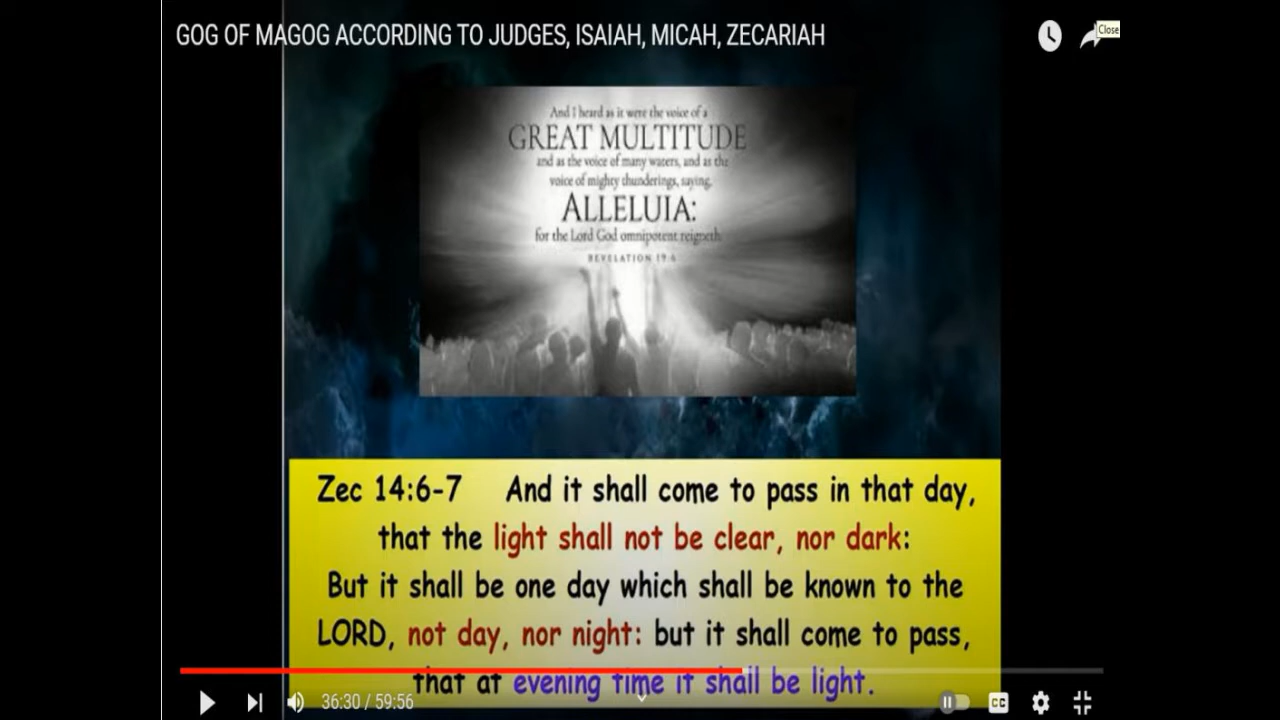 GOG OF MAGOG ACCORDING TO JUDGES, ISAIAH, MICAH, ZECARIAH
Close
And I heard as it were the voice of a
GREAT MULTITUDE
and as the voice of many waters, and as the
voice of mighty thunderings, saying,
ALLELUIA:
for the Lord God omnipotent reigneth.
REVELATION 19:6
Zec 14:6-7 And it shall come to pass in that day,
that the light shall not be clear, nor dark:
But it shall be one day which shall be known to the
LORD, not day, nor night: but it shall come to pass,
that at evening time it shall be light.
36:30 / 59:56
CC